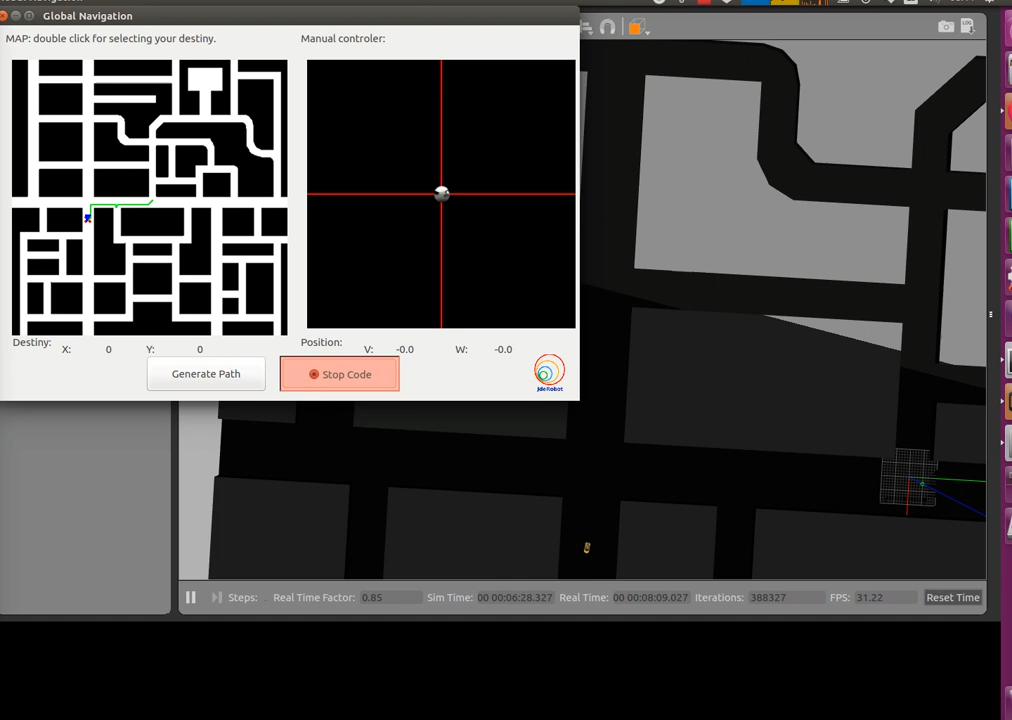 Global Navigation
MAP: double click for selecting your destiny.
Manual controler:
Destiny:
X: 0 Y: 0
Position:
V: -0.0 W: -0.0
Generate Path
Stop Code
JdeRobot
LOG
Steps:
Real Time Factor: 0.85
Sim Time: 00 00:06:28.327
Real Time: 00 00:08:09.027
Iterations: 388327
FPS: 31.22
Reset Time